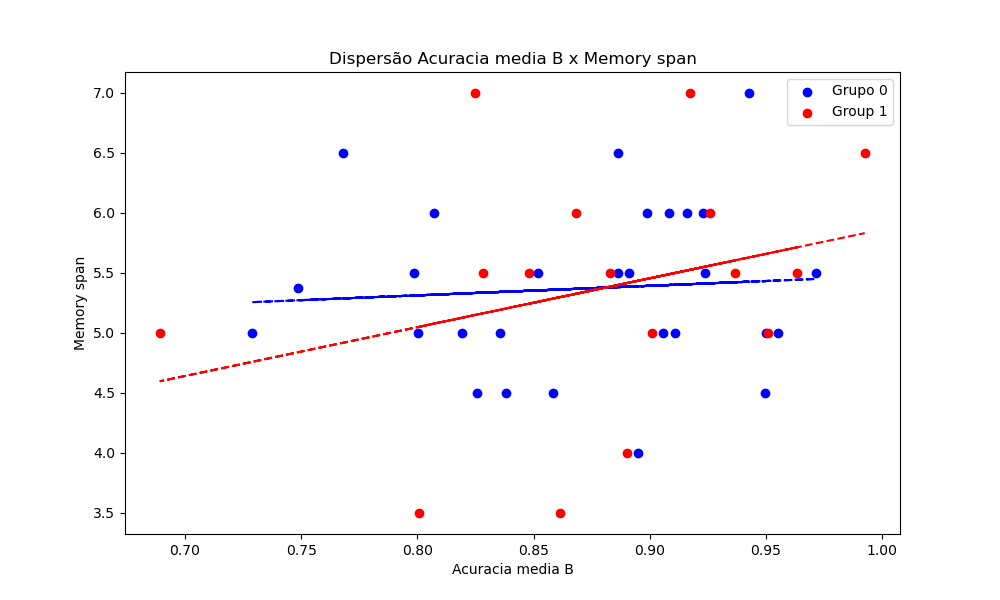 Dispersão Acuracia media B x Memory span
Grupo 0
Group 1
7.0
6.5
6.0
5.5
5.0
4.5
4.0
3.5
Memory span
0.70 0.75 0.80 0.85 0.90 0.95 1.00
Acuracia media B